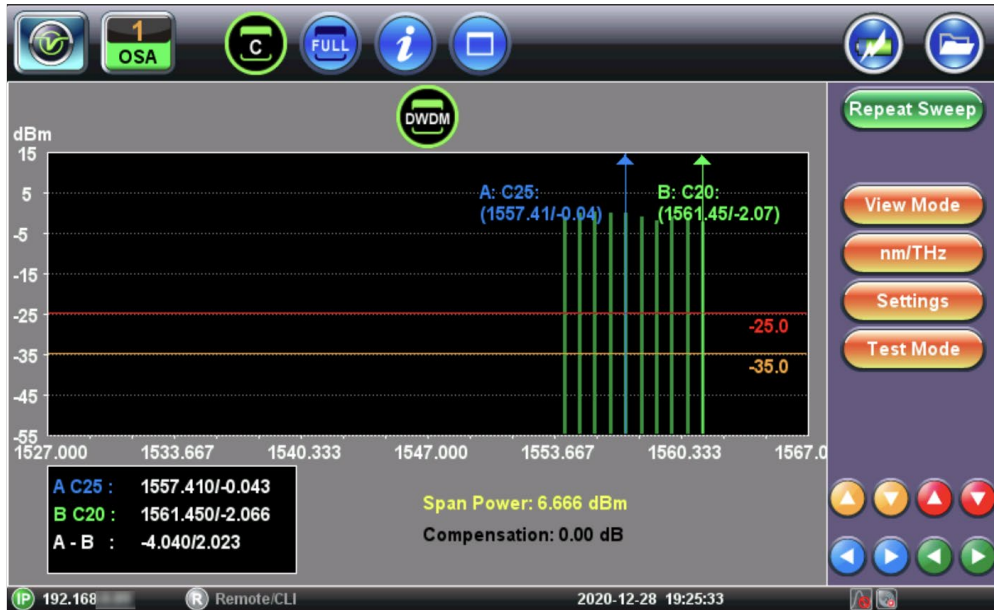 1
OSA
C
FULL
i
DWDM
Repeat Sweep
dBm
15
5
-5
-15
-25
-35
-45
-55
A: C25:
(1557.41/-0.04)
B: C20:
(1561.45/-2.07)
-25.0
-35.0
1527.000 1533.667 1540.333 1547.000 1553.667 1560.333 1567.0
View Mode
nm/THz
Settings
Test Mode
A C25 : 1557.410/-0.043
B C20 : 1561.450/-2.066
A - B : -4.040/2.023
Span Power: 6.666 dBm
Compensation: 0.00 dB
IP 192.168
R Remote/CLI
2020-12-28 19:25:33